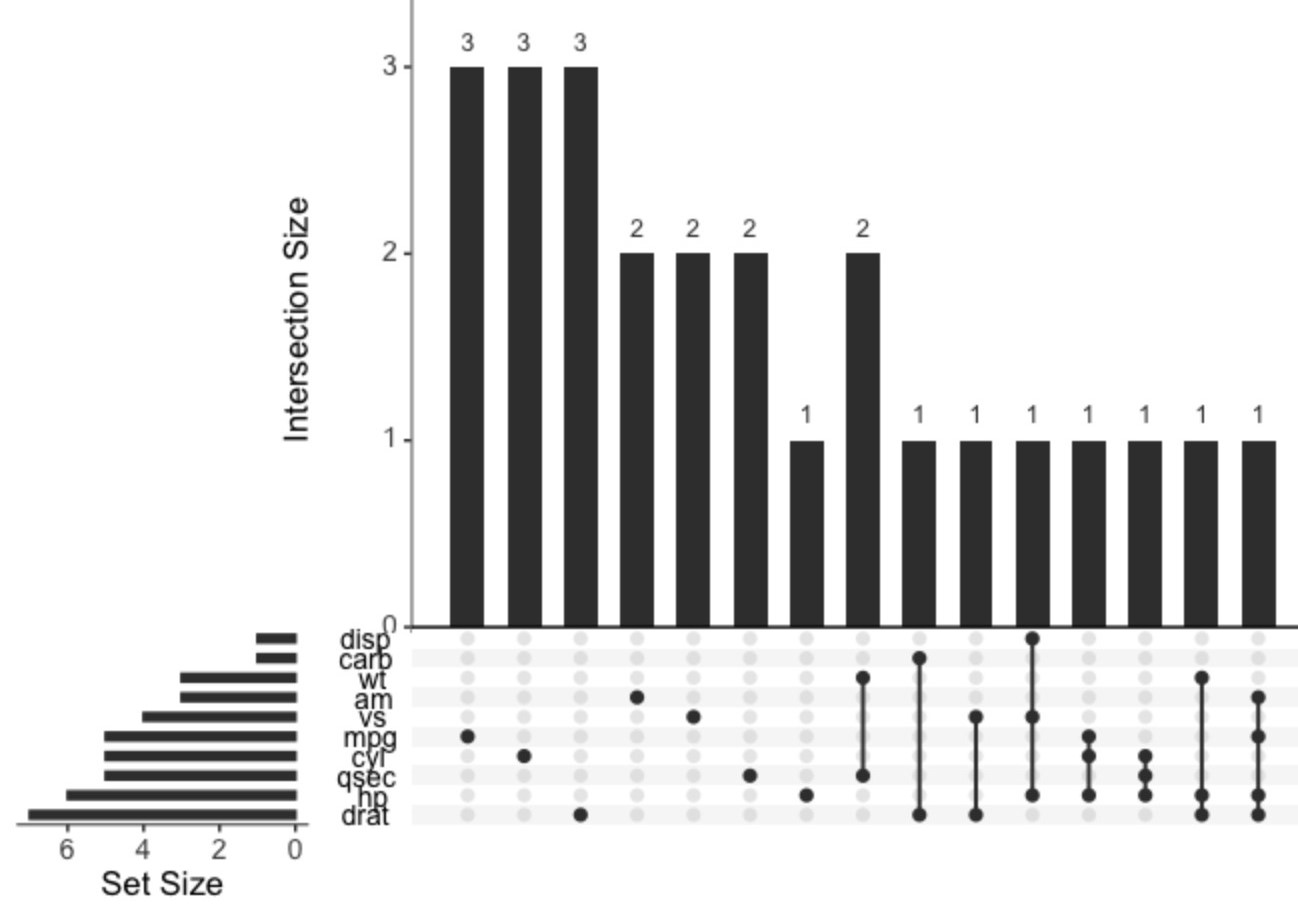 3 3 3
3
Intersection Size
2 2 2 2
2
1 1 1 1 1 1 1 1
1
0
disp
carb
wt
am
vs
mpg
cyl
qsec
hp
drat
6 4 2 0
Set Size